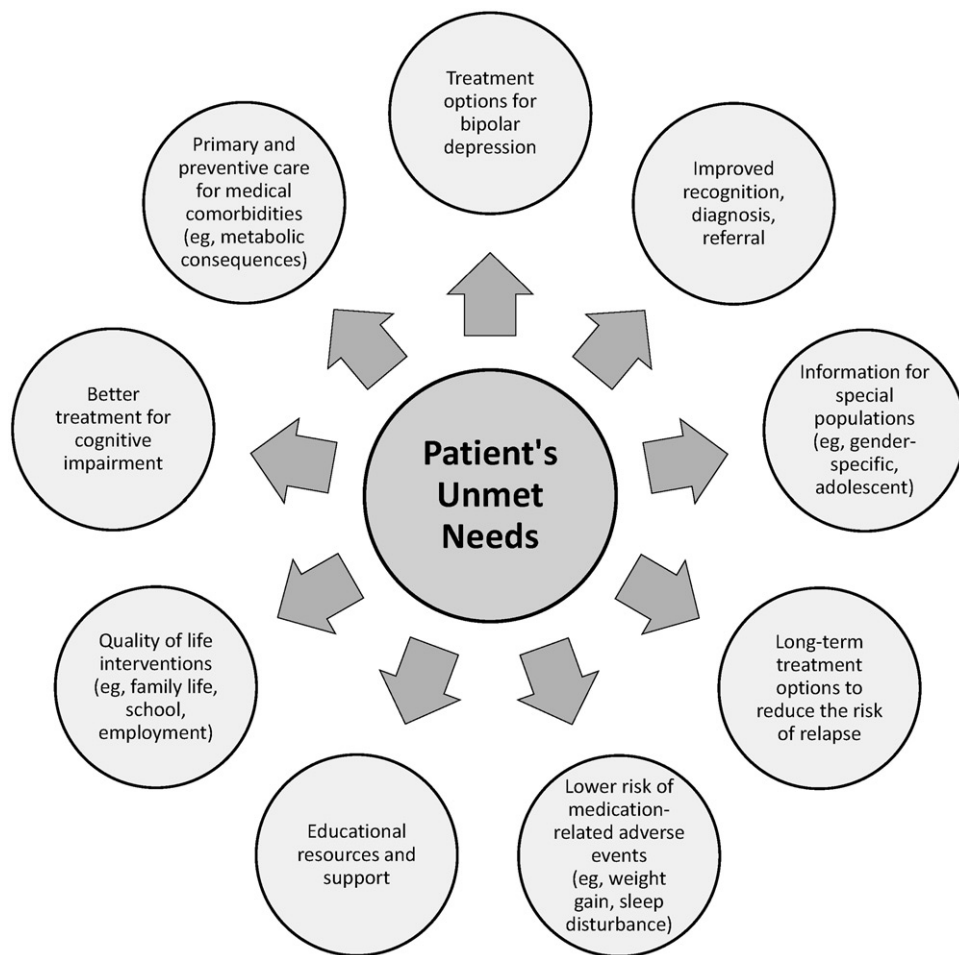 Treatment
options for
bipolar
depression
Improved
recognition,
diagnosis,
referral
Information for
special
populations
(eg, gender-
specific,
adolescent)
Long-term
treatment
options to
reduce the risk
of relapse
Lower risk of
medication-
related adverse
events
(eg, weight
gain, sleep
disturbance)
Educational
resources and
support
Quality of life
interventions
(eg, family life,
school,
employment)
Better
treatment for
cognitive
impairment
Primary and
preventive care
for medical
comorbidities
(eg, metabolic
consequences)
Patient's
Unmet
Needs